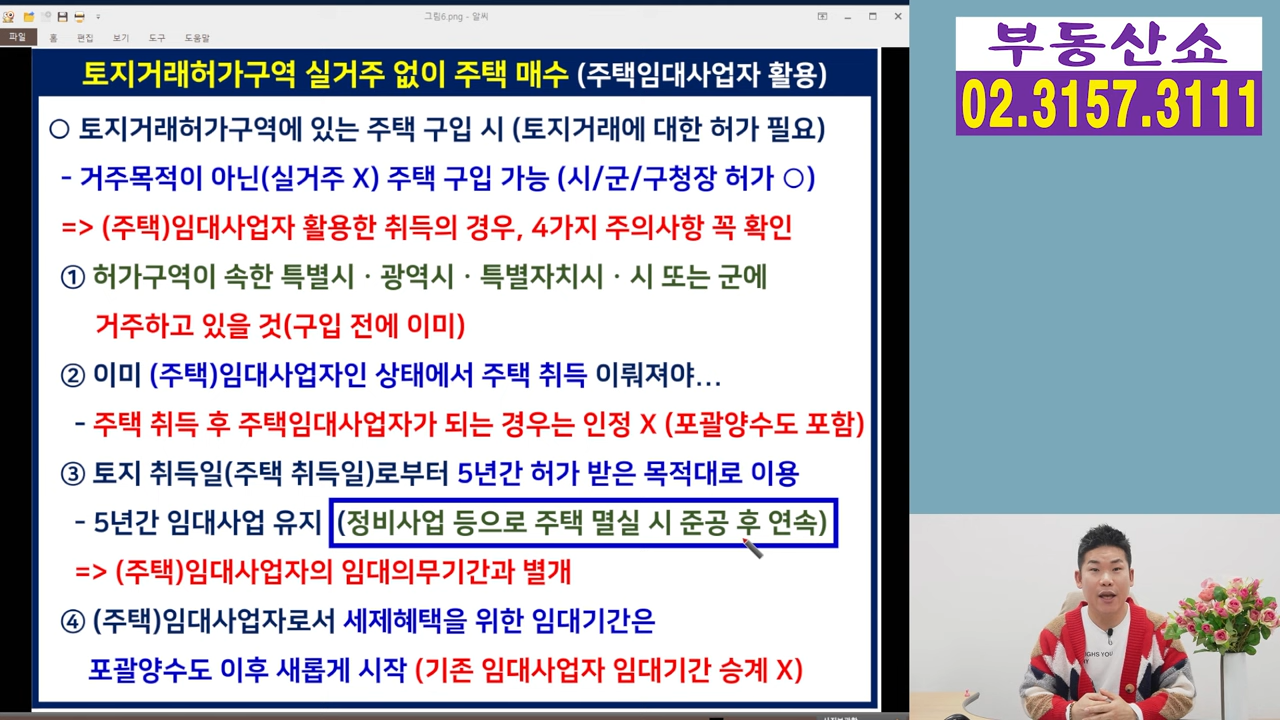 그림6.png - 알씨
파일 홈 편집 보기 도구 도움말
토지거래허가구역 실거주 없이 주택 매수 (주택임대사업자 활용)
○ 토지거래허가구역에 있는 주택 구입 시 (토지거래에 대한 허가 필요)
- 거주목적이 아닌(실거주 X) 주택 구입 가능 (시/군/구청장 허가 ○)
=> (주택)임대사업자 활용한 취득의 경우, 4가지 주의사항 꼭 확인
① 허가구역이 속한 특별시 · 광역시 · 특별자치시 · 시 또는 군에
거주하고 있을 것(구입 전에 이미)
② 이미 (주택)임대사업자인 상태에서 주택 취득 이뤄져야...
- 주택 취득 후 주택임대사업자가 되는 경우는 인정 X (포괄양수도 포함)
③ 토지 취득일(주택 취득일)로부터 5년간 허가 받은 목적대로 이용
- 5년간 임대사업 유지 (정비사업 등으로 주택 멸실 시 준공 후 연속)
=> (주택)임대사업자의 임대의무기간과 별개
④ (주택)임대사업자로서 세제혜택을 위한 임대기간은
포괄양수도 이후 새롭게 시작 (기존 임대사업자 임대기간 승계 X)
부동산쇼
02.3157.3111